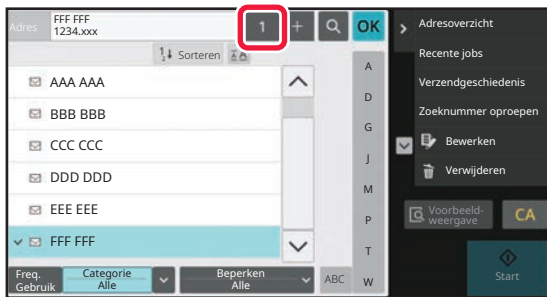 Adres
FFF FFF
1234.xxx
1
+
OK
Sorteren
AAA AAA
BBB BBB
CCC CCC
DDD DDD
EEE EEE
FFF FFF
A
D
G
J
M
P
T
W
Freq.
Gebruik
Categorie
Alle
Beperken
Alle
ABC
Adresoverzicht
Recente jobs
Verzendgeschiedenis
Zoeknummer oproepen
Bewerken
Verwijderen
Voorbeeld-
weergave
CA
Start